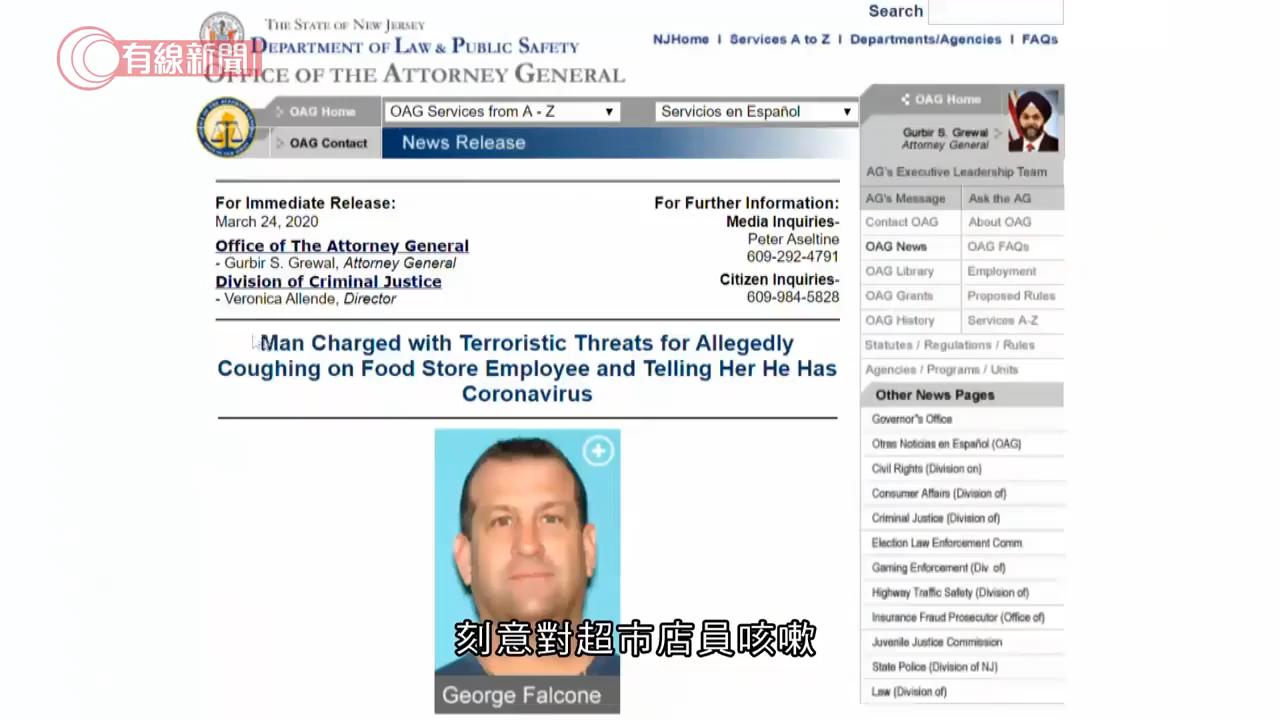 有線新聞
THE STATE OF NEW JERSEY
DEPARTMENT OF LAW & PUBLIC SAFETY
OFFICE OF THE ATTORNEY GENERAL
Search
NJHome | Services A to Z | Departments/Agencies | FAQs
OAG Home
OAG Services from A - Z
Servicios en Español
OAG Contact
News Release
OAG Home
Gurbir S. Grewal
Attorney General
For Immediate Release:
March 24, 2020
Office of The Attorney General
- Gurbir S. Grewal, Attorney General
Division of Criminal Justice
- Veronica Allende, Director
For Further Information:
Media Inquiries-
Peter Aseltine
609-292-4791
Citizen Inquiries-
609-984-5828
Man Charged with Terroristic Threats for Allegedly
Coughing on Food Store Employee and Telling Her He Has
Coronavirus
George Falcone
刻意對超市店員咳嗽
AG's Executive Leadership Team
AG's Message Ask the AG
Contact OAG About OAG
OAG News OAG FAQs
OAG Library Employment
OAG Grants Proposed Rules
OAG History Services A-Z
Statutes / Regulations / Rules
Agencies / Programs / Units
Other News Pages
Governor"s Office
Otras Noticias en Español (OAG)
Civil Rights (Division on)
Consumer Affairs (Division of)
Criminal Justice (Division of)
Election Law Enforcement Comm.
Gaming Enforcement (Div. of)
Highway Traffic Safety (Division of)
Insurance Fraud Prosecutor (Office of)
Juvenile Justice Commission
State Police (Division of NJ)
Law (Division of)